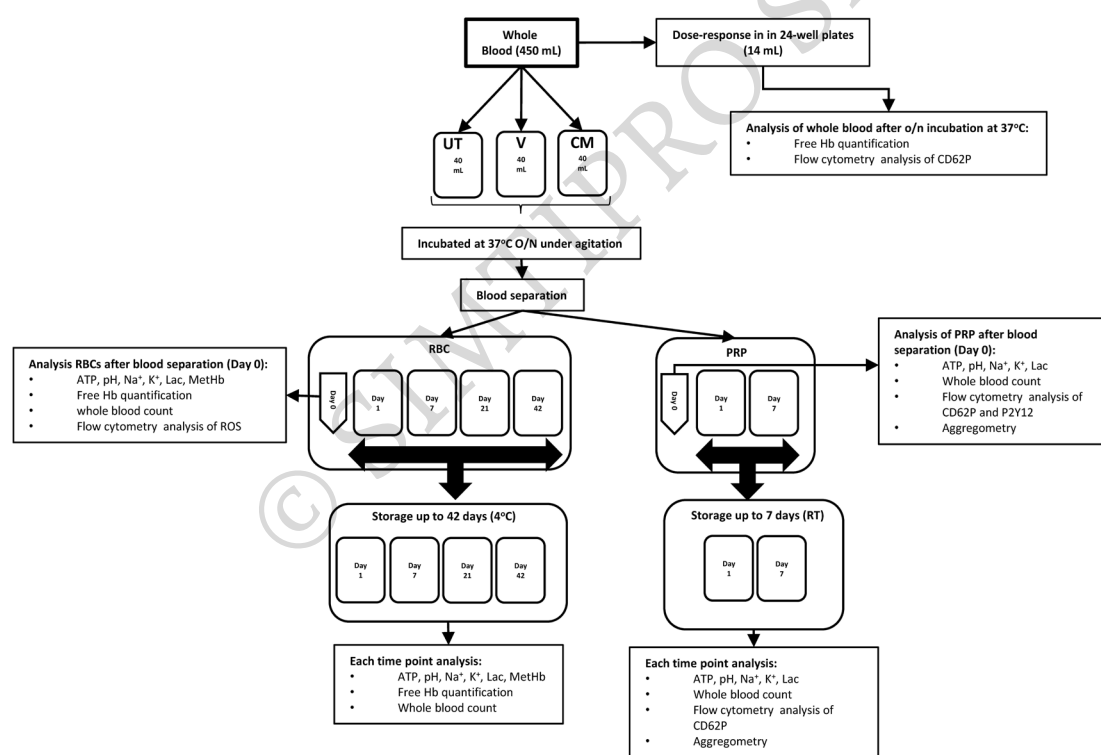 Whole
Blood (450 mL)
Dose-response in in 24-well plates
(14 mL)
Analysis of whole blood after o/n incubation at 37°C:
• Free Hb quantification
• Flow cytometry analysis of CD62P
UT
40
mL
V
40
mL
CM
40
mL
Incubated at 37°C O/N under agitation
Blood separation
RBC
Day 0
Day
1
Day
7
Day
21
Day
42
PRP
Day 0
Day
1
Day
7
Analysis RBCs after blood separation (Day 0):
• ATP, pH, Na⁺, K⁺, Lac, MetHb
• Free Hb quantification
• whole blood count
• Flow cytometry analysis of ROS
Analysis of PRP after blood
separation (Day 0):
• ATP, pH, Na⁺, K⁺, Lac
• Whole blood count
• Flow cytometry analysis of
CD62P and P2Y12
• Aggregometry
Storage up to 42 days (4°C)
Day
1
Day
7
Day
21
Day
42
Storage up to 7 days (RT)
Day
1
Day
7
Each time point analysis:
• ATP, pH, Na⁺, K⁺, Lac, MetHb
• Free Hb quantification
• Whole blood count
Each time point analysis:
• ATP, pH, Na⁺, K⁺, Lac
• Whole blood count
• Flow cytometry analysis of
CD62P
• Aggregometry
© SIMTIPRO